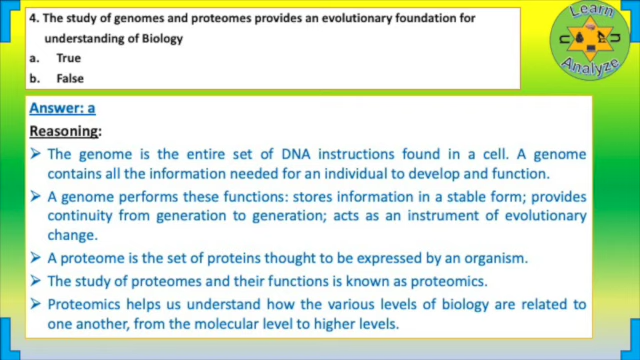 4. The study of genomes and proteomes provides an evolutionary foundation for
understanding of Biology
a. True
b. False
Learn
Analyze
Answer: a
Reasoning:
➢ The genome is the entire set of DNA instructions found in a cell. A genome
contains all the information needed for an individual to develop and function.
➢ A genome performs these functions: stores information in a stable form; provides
continuity from generation to generation; acts as an instrument of evolutionary
change.
➢ A proteome is the set of proteins thought to be expressed by an organism.
➢ The study of proteomes and their functions is known as proteomics.
➢ Proteomics helps us understand how the various levels of biology are related to
one another, from the molecular level to higher levels.